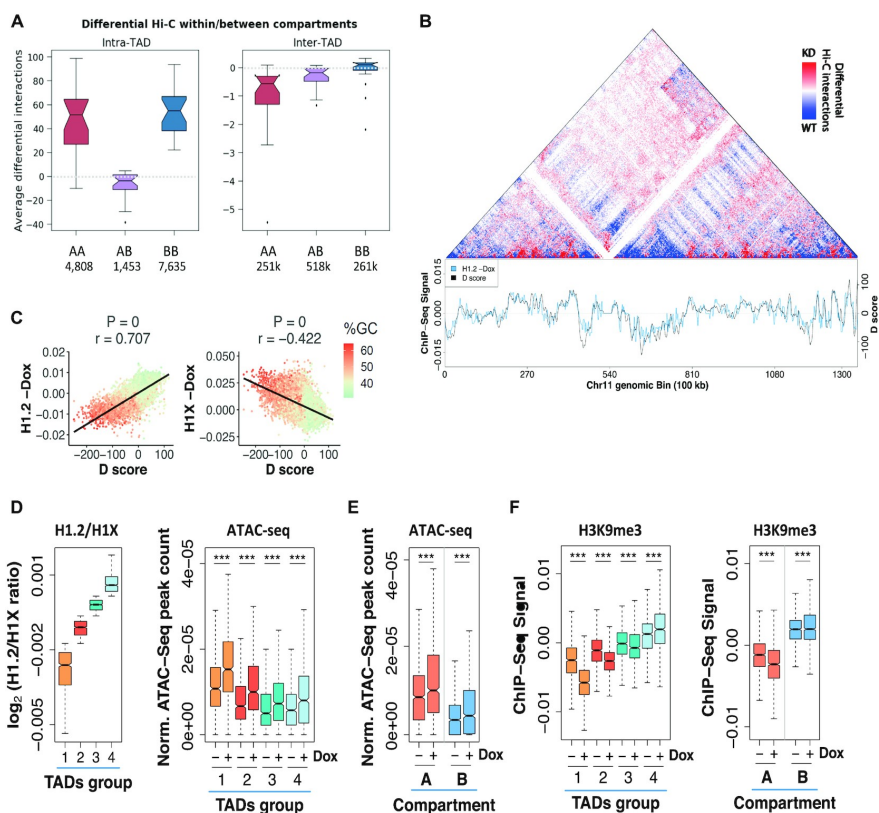 A
Differential Hi-C within/between compartments
Intra-TAD
Inter-TAD
Average differential interactions
100
80
60
40
20
0
−20
−40
0
−1
−2
−3
−4
−5
AA AB BB
4,808 1,453 7,635
AA AB BB
251k 518k 261k
B
KD
WT
Differential
Hi-C interactions
ChIP−Seq Signal
0.015
0.000
−0.015
H1.2 −Dox
D score
100
0
−100
D score
0 270 540 810 1080 1300
Chr11 genomic Bin (100 kb)
C
P = 0
r = 0.707
H1.2 −Dox
0.01
0.00
−0.01
−0.02
−200 −100 0 100
D score
P = 0
r = −0.422
H1X −Dox
0.050
0.025
0.000
−0.025
−200 −100 0 100
D score
%GC
60
50
40
D
H1.2/H1X
log2 (H1.2/H1X ratio)
0.001
−0.002
−0.005
1 2 3 4
TADs group
ATAC-seq
Norm. ATAC−Seq peak count
4e−05
2e−05
0e+00
*** *** *** ***
− + − + − + − + Dox
1 2 3 4
TADs group
E
ATAC-seq
Norm. ATAC−Seq peak count
4e−05
2e−05
0e+00
*** ***
− + − + Dox
A B
Compartment
F
H3K9me3
ChIP−Seq Signal
0.01
0.00
−0.01
*** *** *** ***
− + − + − + − + Dox
1 2 3 4
TADs group
H3K9me3
ChIP−Seq Signal
0.01
0.00
−0.01
*** ***
− + − + Dox
A B
Compartment